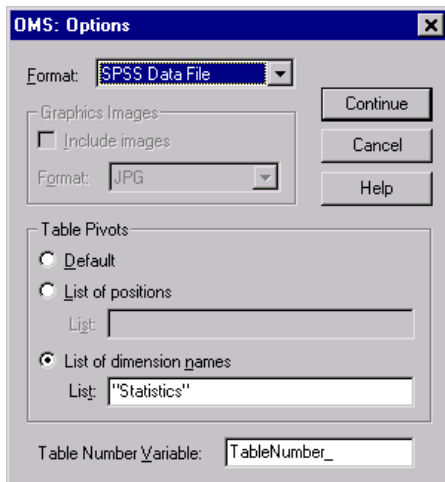 OMS: Options
Format: SPSS Data File
Graphics Images
Include images
Format: JPG
Continue
Cancel
Help
Table Pivots
Default
List of positions
List:
List of dimension names
List: "Statistics"
Table Number Variable: TableNumber_